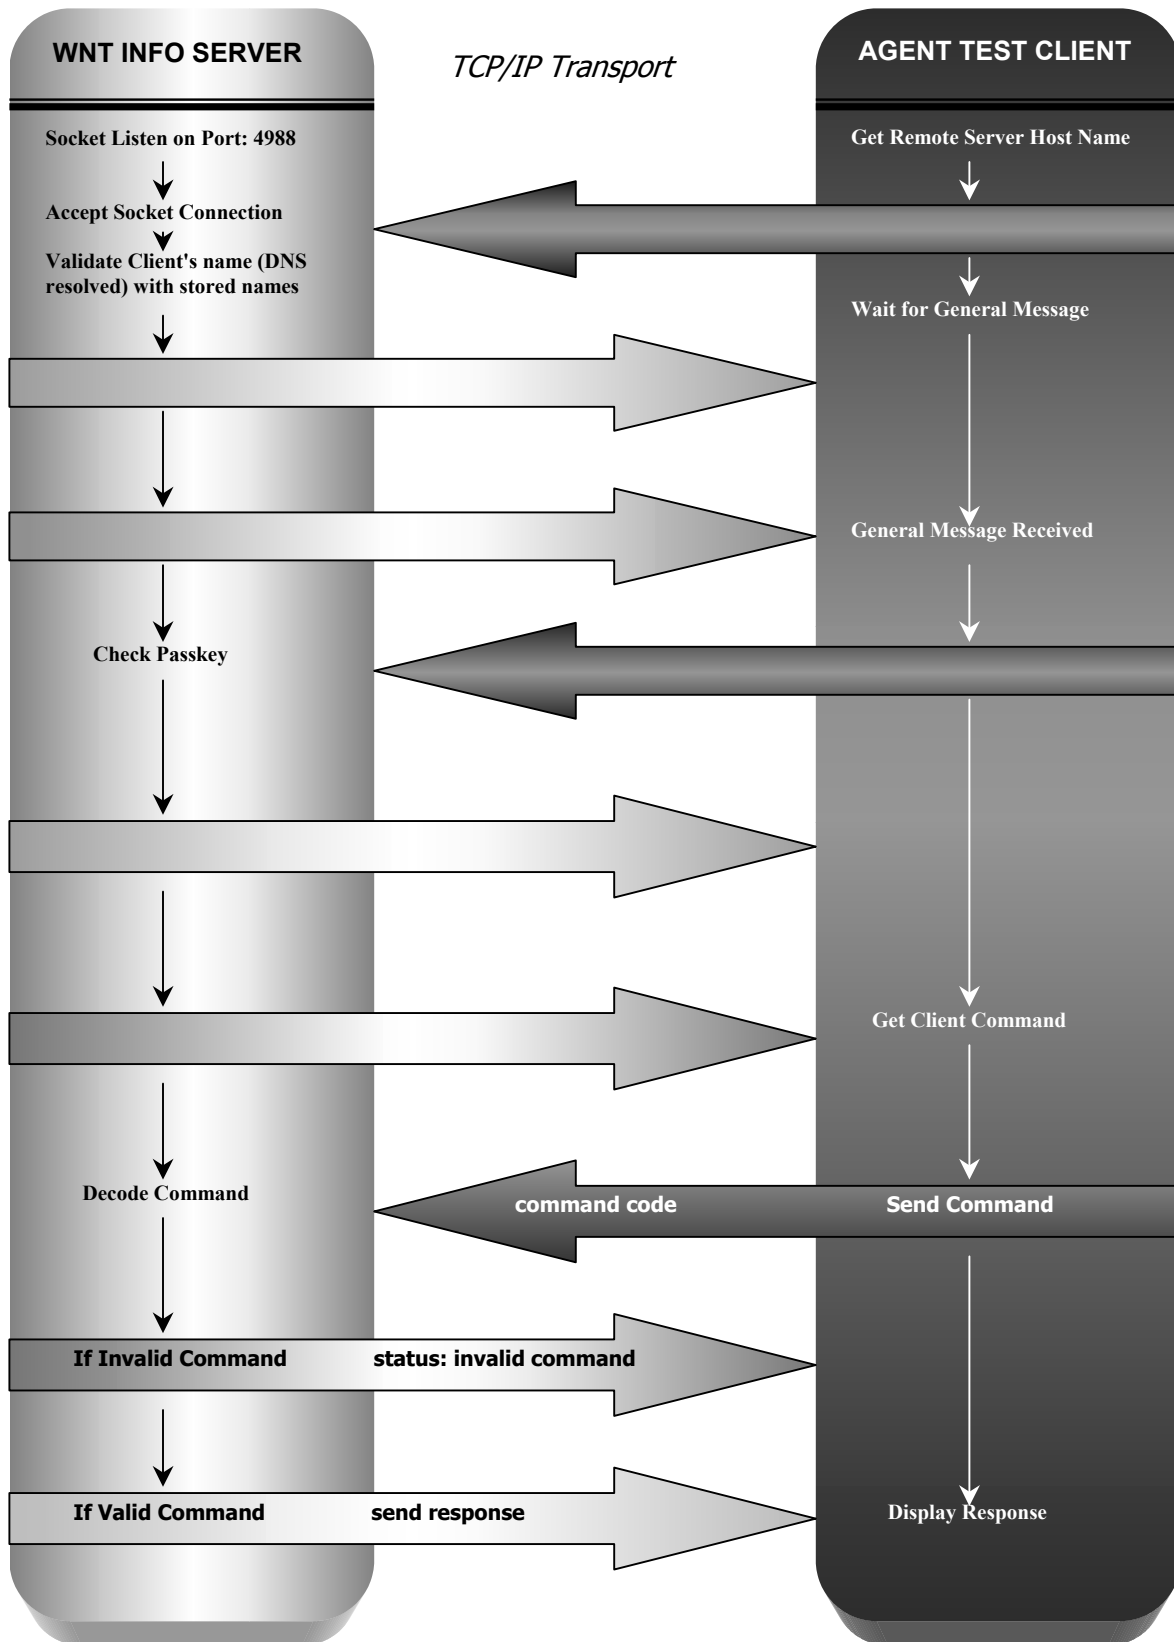 WNT INFO SERVER
TCP/IP Transport
AGENT TEST CLIENT
Socket Listen on Port: 4988
Get Remote Server Host Name
Accept Socket Connection
Validate Client's name (DNS
resolved) with stored names
Wait for General Message
General Message Received
Check Passkey
Get Client Command
Decode Command
command code
Send Command
If Invalid Command
status: invalid command
If Valid Command
send response
Display Response